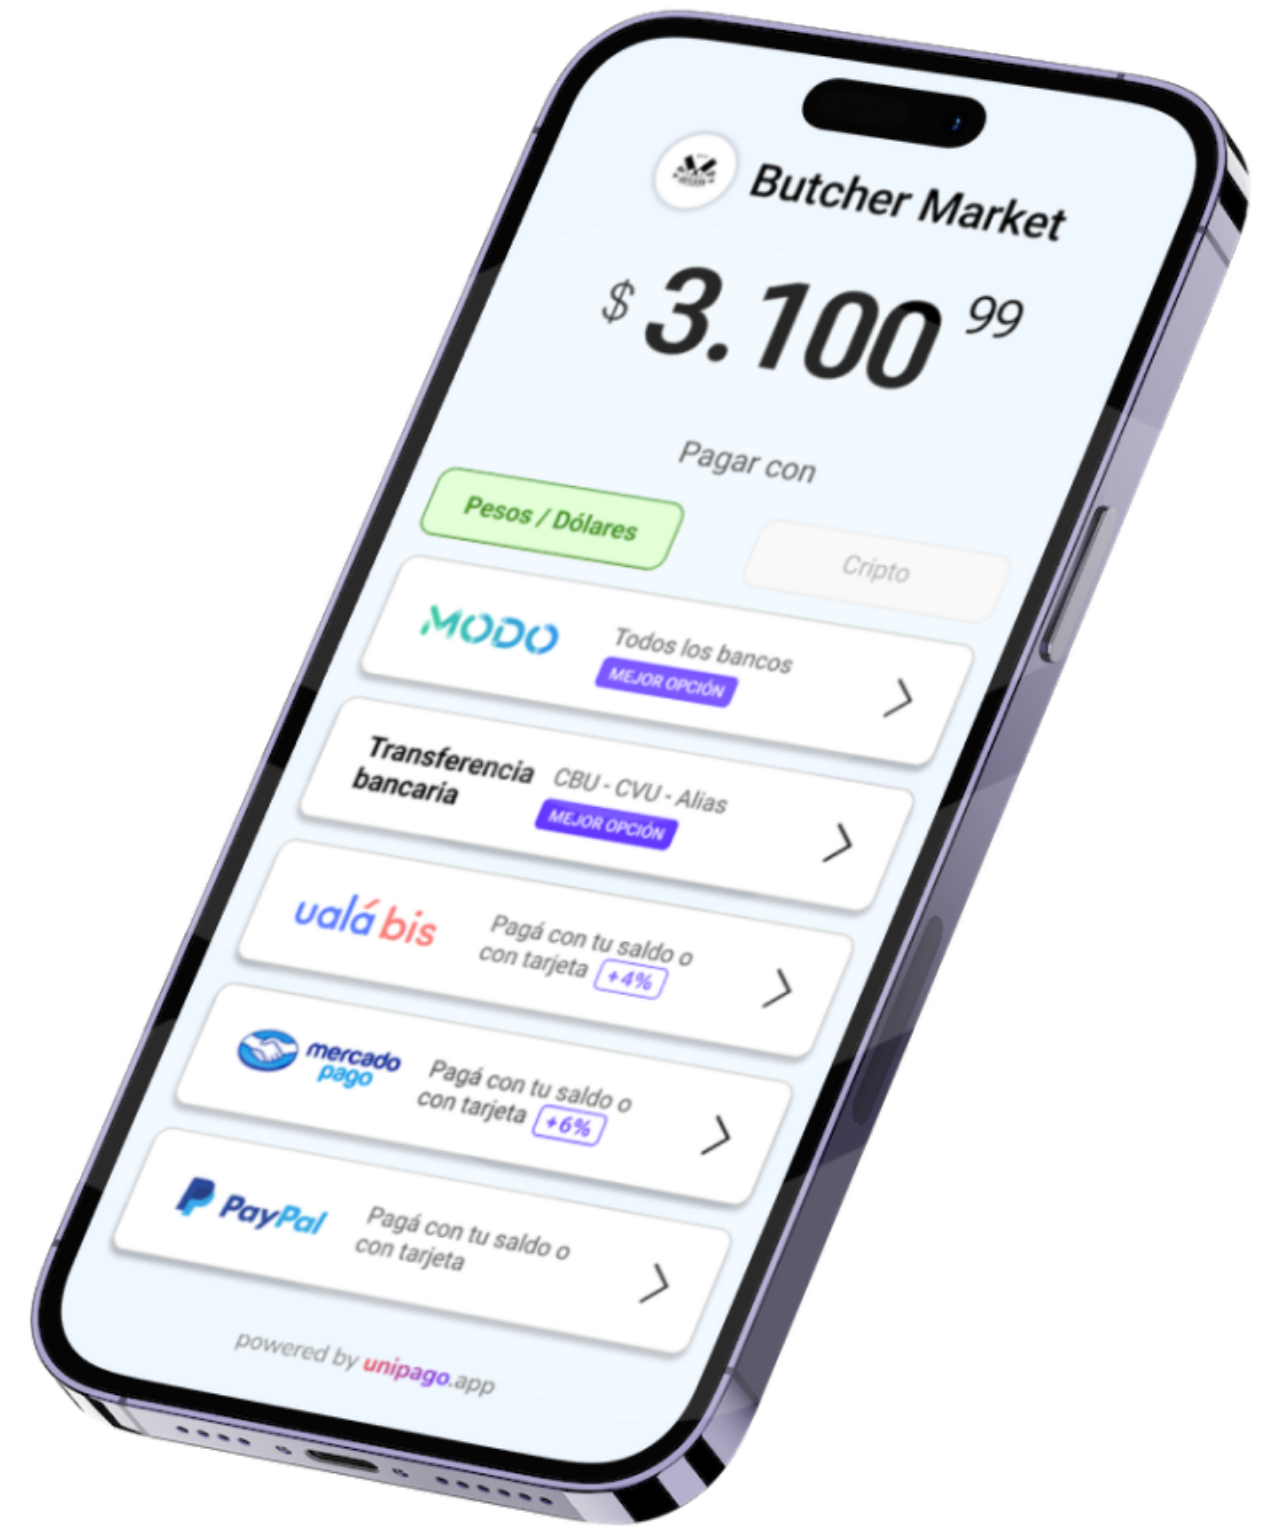 Butcher Market
$ 3.100 99
Pagar con
Pesos / Dólares
Cripto
MODO
Todos los bancos
MEJOR OPCIÓN
Transferencia
bancaria
CBU - CVU - Alias
MEJOR OPCIÓN
ualá bis
Pagá con tu saldo o
con tarjeta +4%
mercado
pago
Pagá con tu saldo o
con tarjeta +6%
PayPal
Pagá con tu saldo o
con tarjeta
powered by unipago.app